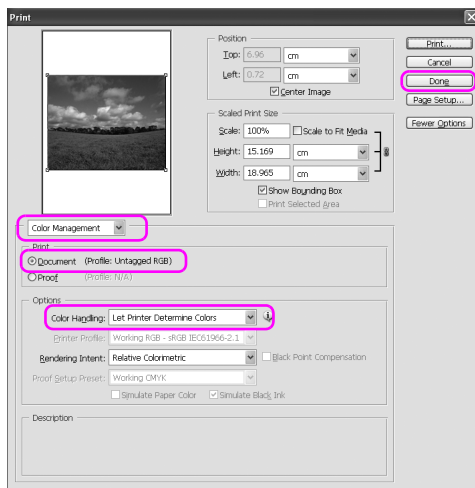 Print
Position
Top: 6.96 cm
Left: 0.72 cm
Center Image
Scaled Print Size
Scale: 100% Scale to Fit Media
Height: 15.169 cm
Width: 18.965 cm
Show Bounding Box
Print Selected Area
Print...
Cancel
Done
Page Setup...
Fewer Options
Color Management
Print
Document (Profile: Untagged RGB)
Proof (Profile: N/A)
Options
Color Handling: Let Printer Determine Colors
Printer Profile: Working RGB - sRGB IEC61966-2.1
Rendering Intent: Relative Colorimetric Black Point Compensation
Proof Setup Preset: Working CMYK
Simulate Paper Color Simulate Black Ink
Description